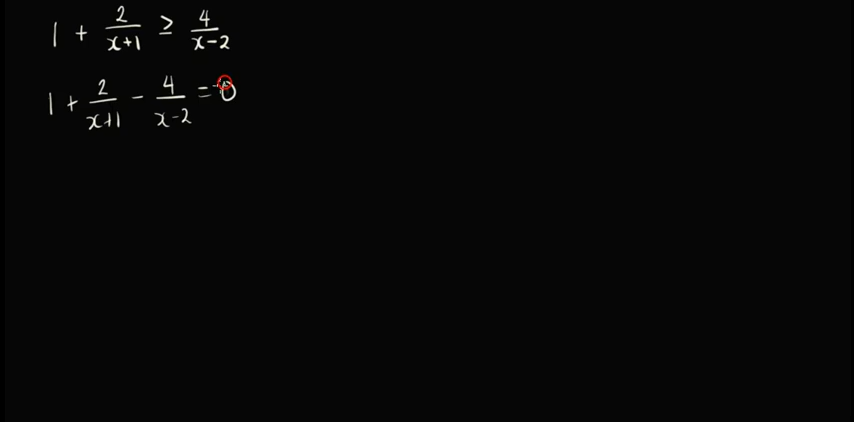 1 + 2/(x+1) ≥ 4/(x-2)
1 + 2/(x+1) - 4/(x-2) = 0